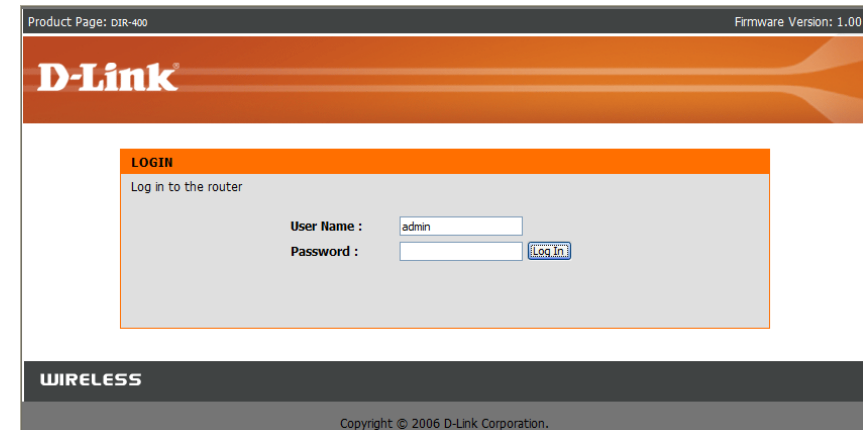 Product Page: DIR-400 Firmware Version: 1.00
D-Link
LOGIN
Log in to the router
User Name : admin
Password : Log In
WIRELESS
Copyright © 2006 D-Link Corporation.